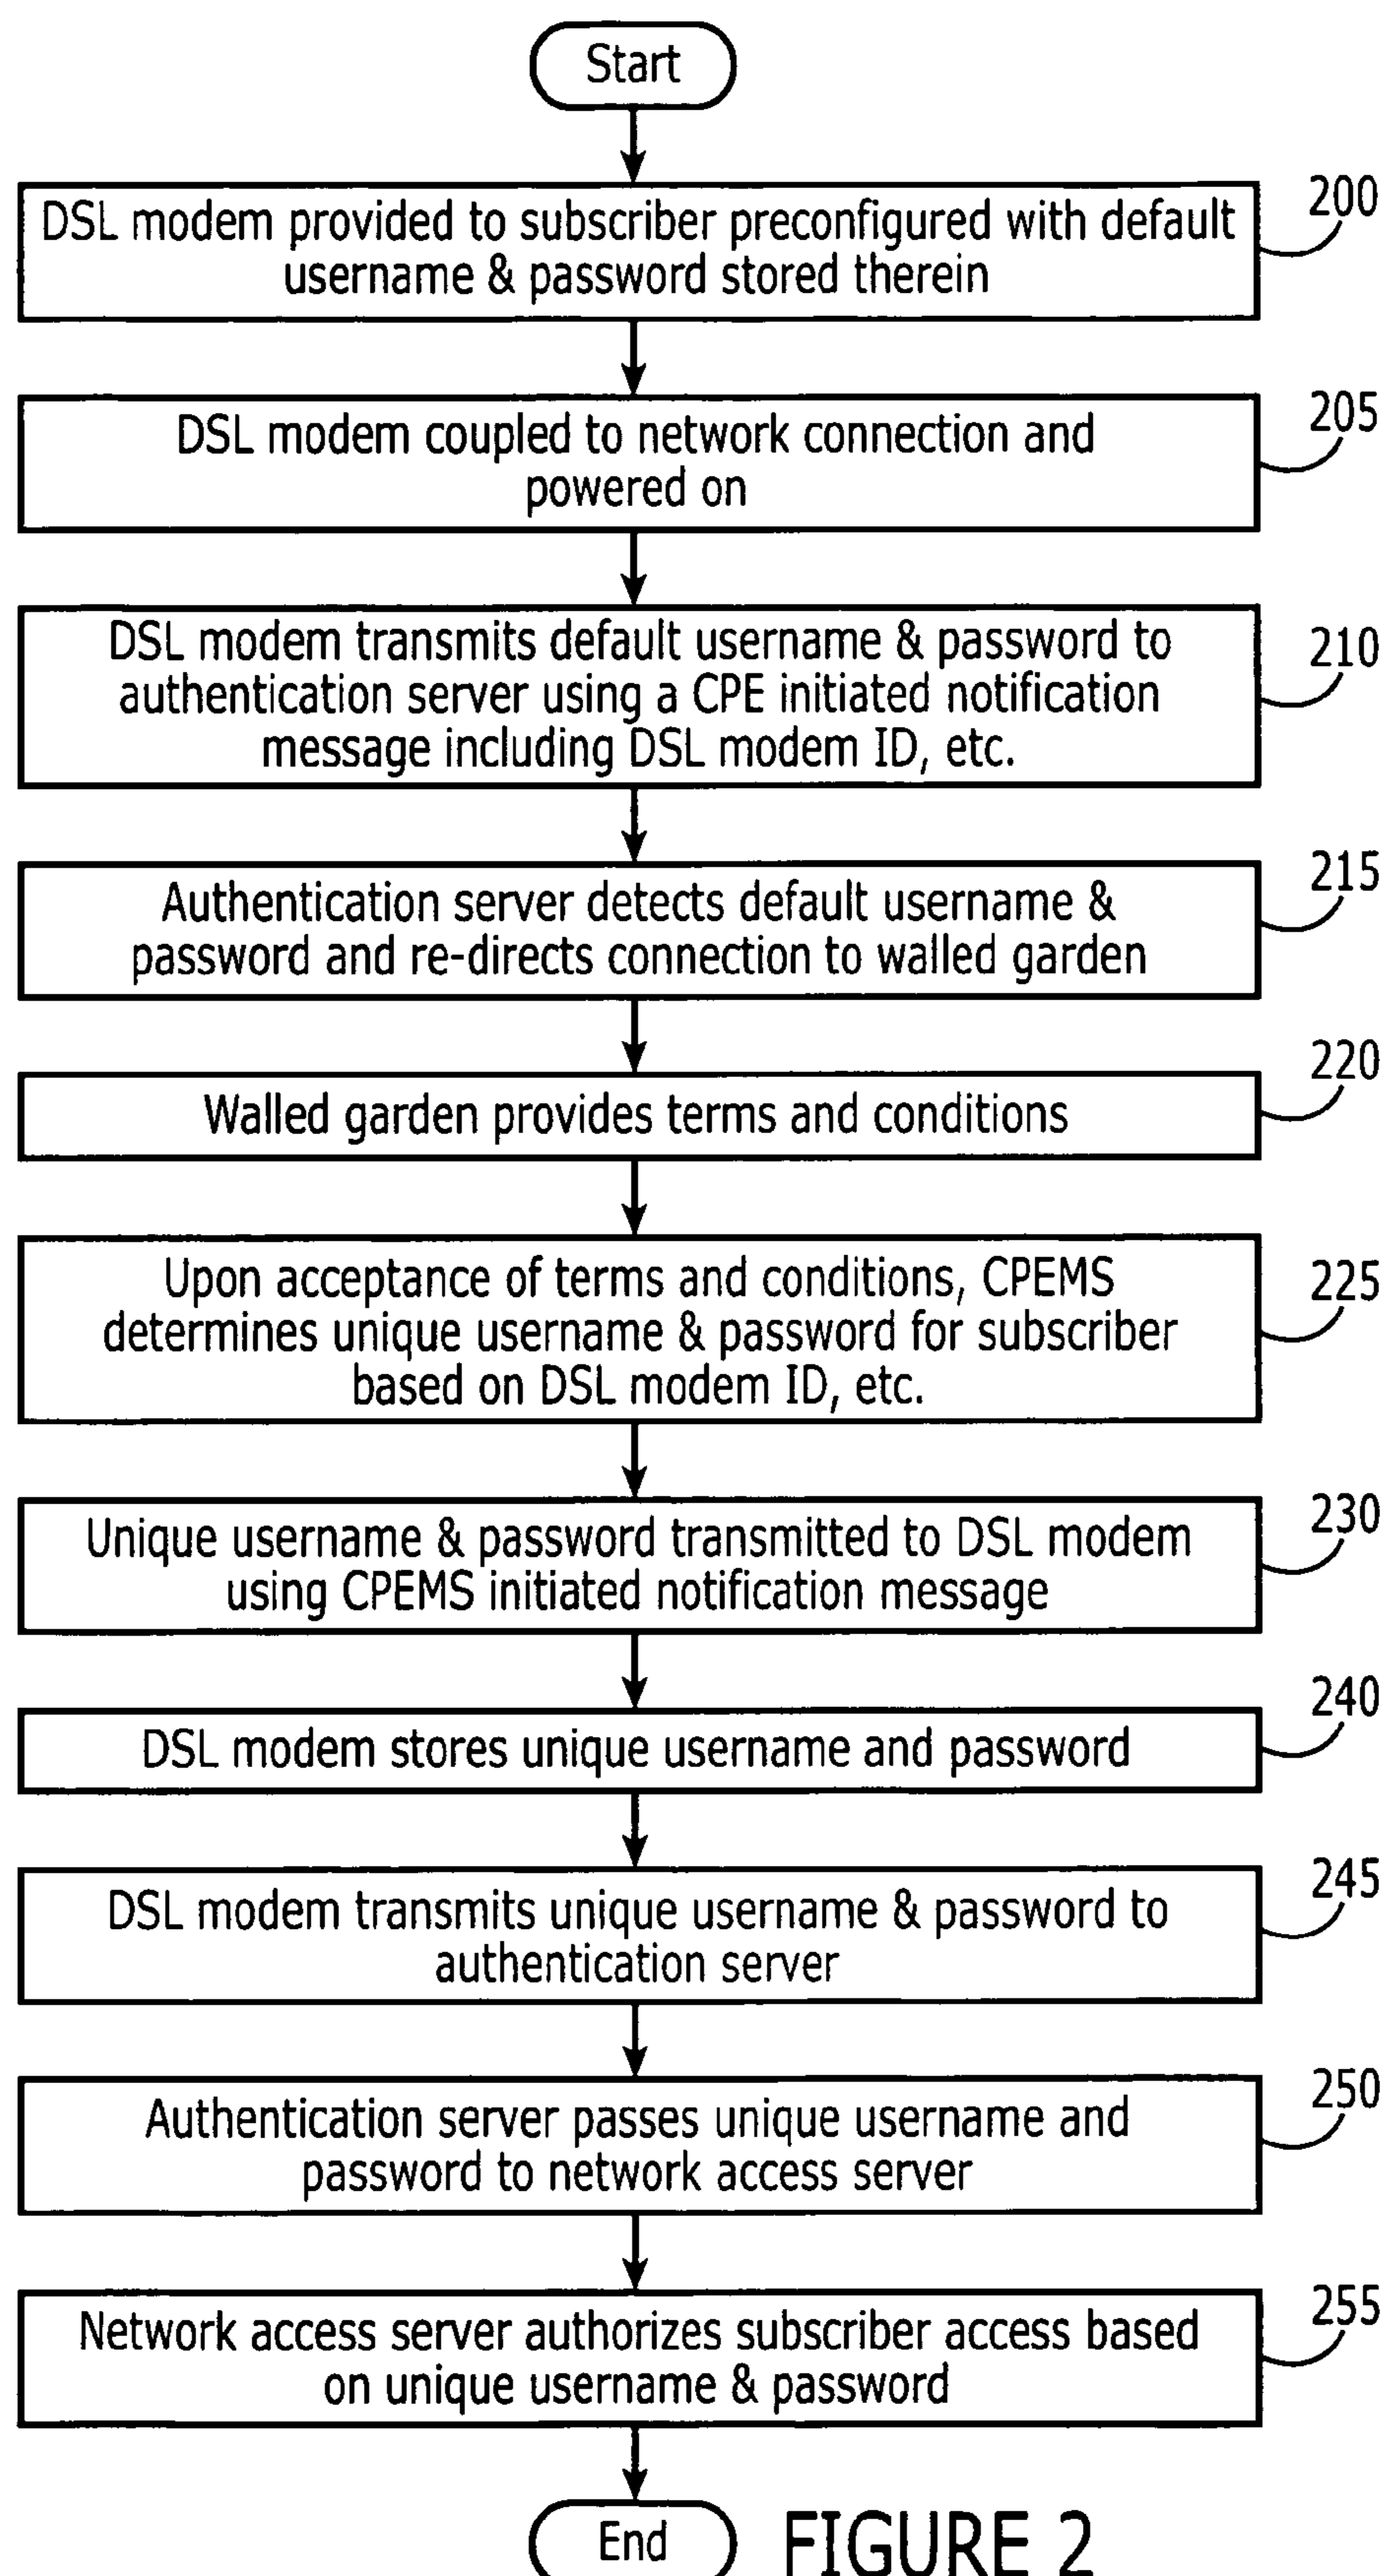 Start
200
DSL modem provided to subscriber preconfigured with default
username & password stored therein
205
DSL modem coupled to network connection and
powered on
210
DSL modem transmits default username & password to
authentication server using a CPE initiated notification
message including DSL modem ID, etc.
215
Authentication server detects default username &
password and re-directs connection to walled garden
220
Walled garden provides terms and conditions
225
Upon acceptance of terms and conditions, CPEMS
determines unique username & password for subscriber
based on DSL modem ID, etc.
230
Unique username & password transmitted to DSL modem
using CPEMS initiated notification message
240
DSL modem stores unique username and password
245
DSL modem transmits unique username & password to
authentication server
250
Authentication server passes unique username and
password to network access server
255
Network access server authorizes subscriber access based
on unique username & password
End
FIGURE 2